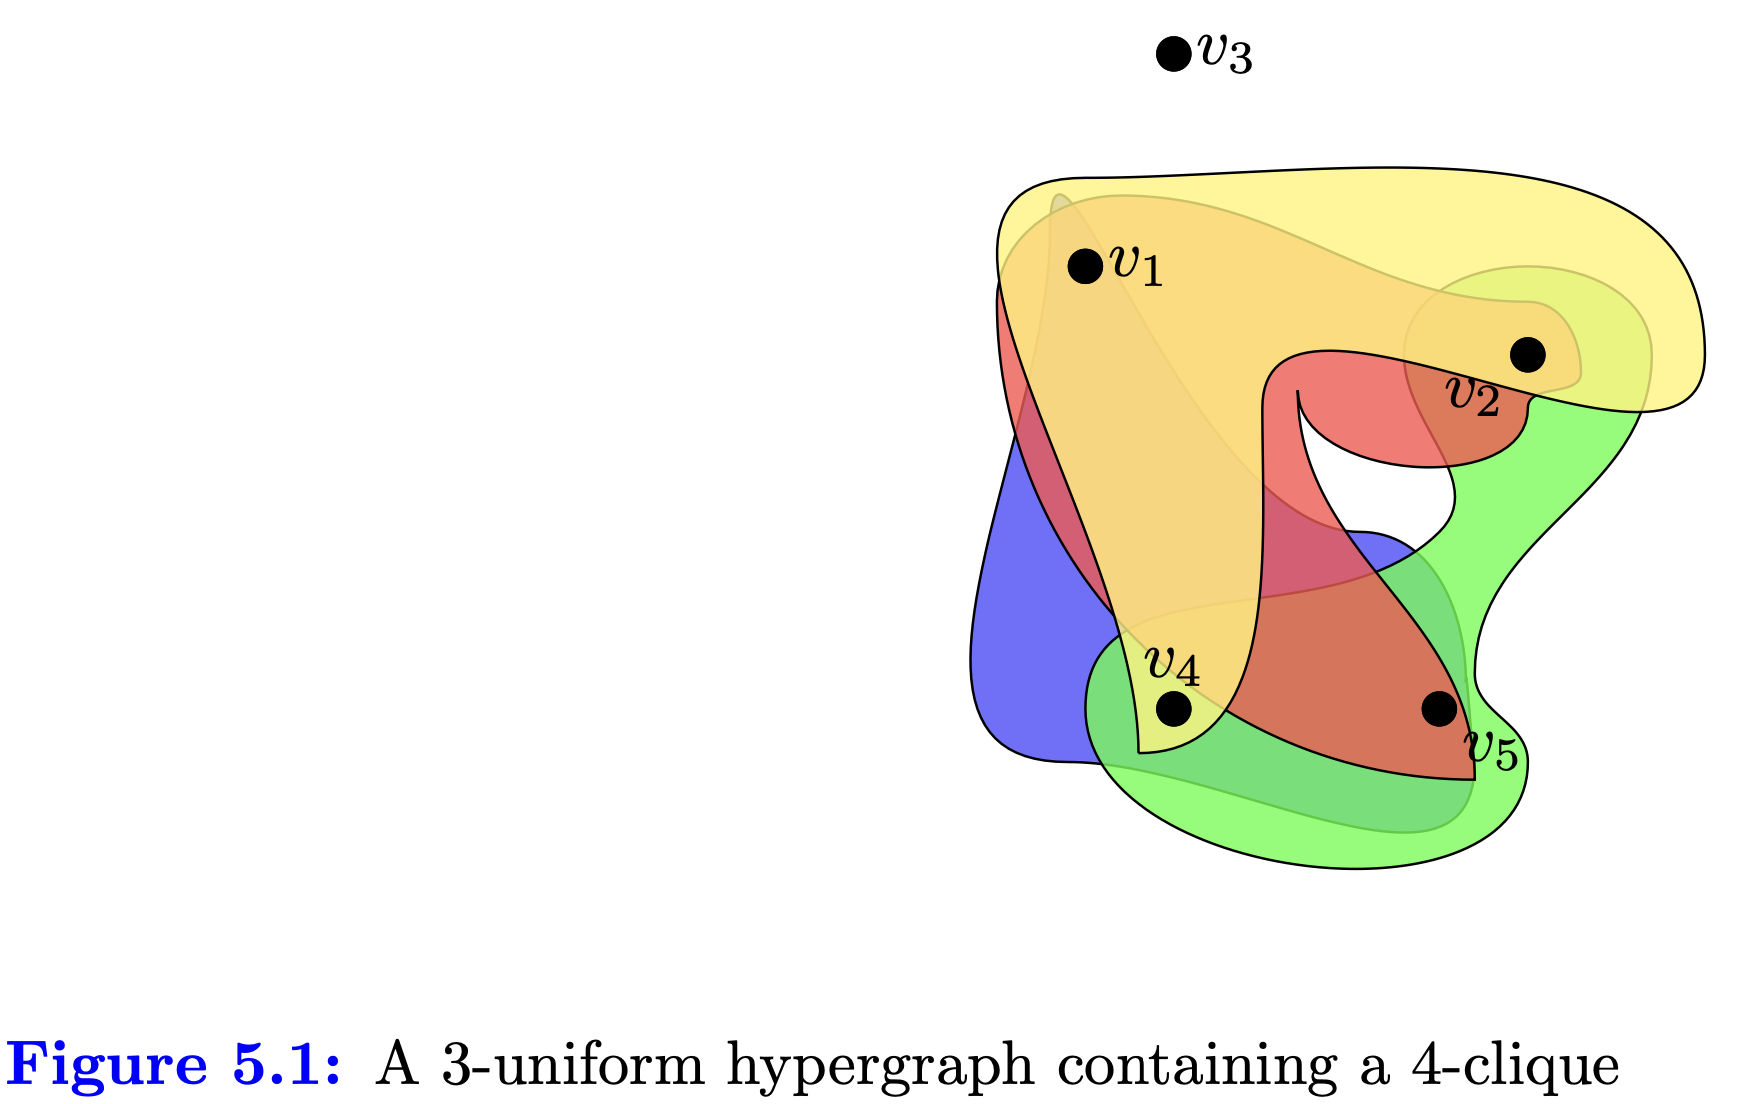 v3
v1
v2
v4
v5
Figure 5.1: A 3-uniform hypergraph containing a 4-clique